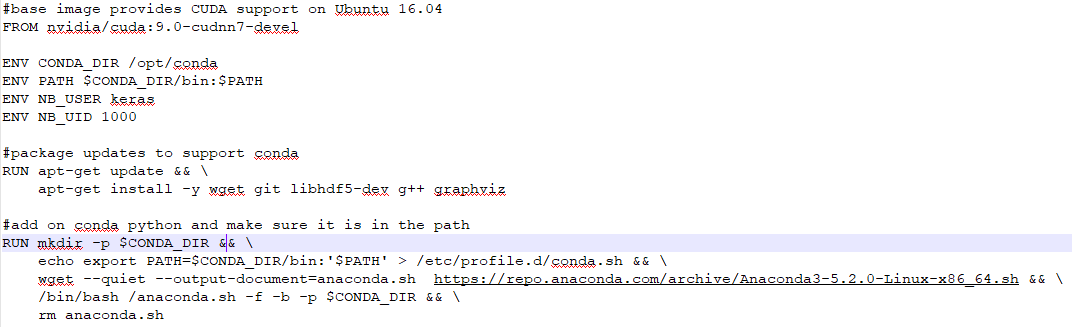 #base image provides CUDA support on Ubuntu 16.04
FROM nvidia/cuda:9.0-cudnn7-devel
ENV CONDA_DIR /opt/conda
ENV PATH $CONDA_DIR/bin:$PATH
ENV NB_USER keras
ENV NB_UID 1000
#package updates to support conda
RUN apt-get update && \
    apt-get install -y wget git libhdf5-dev g++ graphviz
#add on conda python and make sure it is in the path
RUN mkdir -p $CONDA_DIR && \
    echo export PATH=$CONDA_DIR/bin:'$PATH' > /etc/profile.d/conda.sh && \
    wget --quiet --output-document=anaconda.sh  https://repo.anaconda.com/archive/Anaconda3-5.2.0-Linux-x86_64.sh && \
    /bin/bash /anaconda.sh -f -b -p $CONDA_DIR && \
    rm anaconda.sh